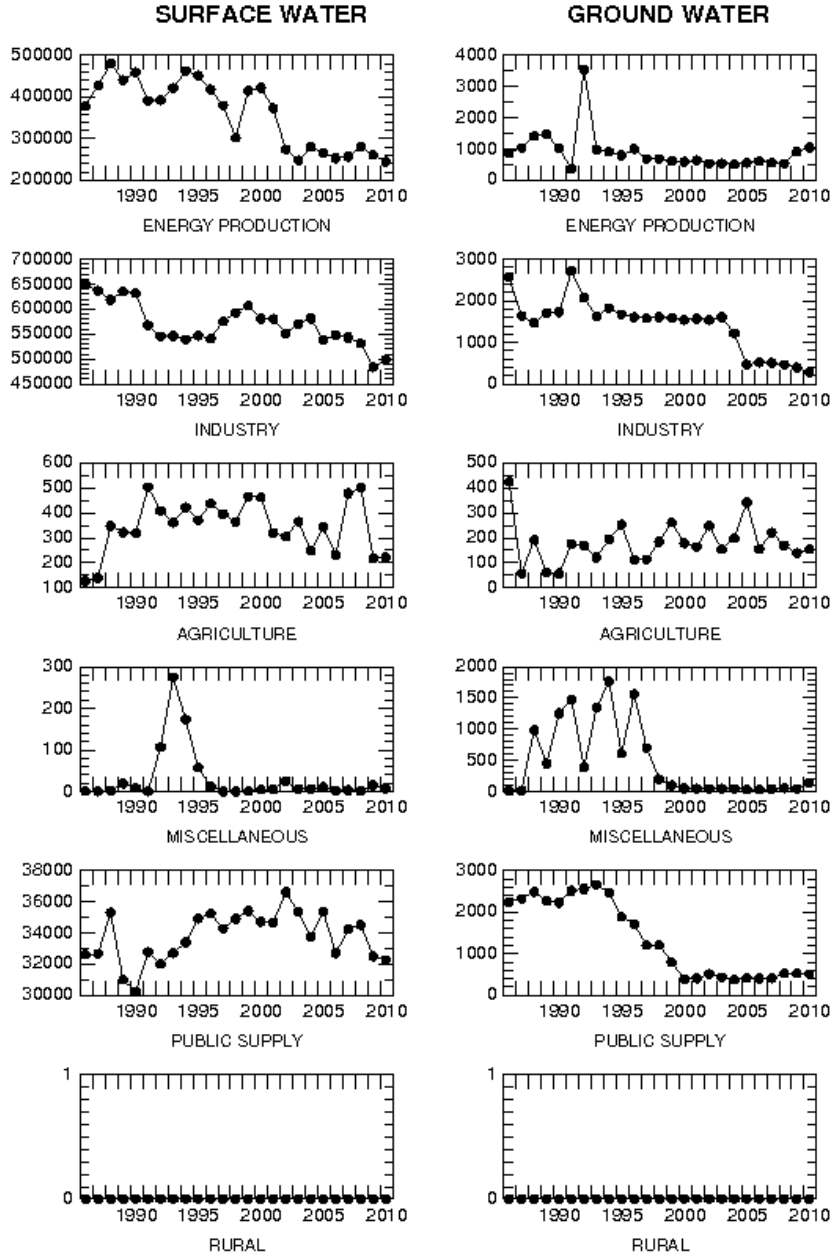 SURFACE WATER GROUND WATER
500000
400000
300000
200000
1990 1995 2000 2005 2010
ENERGY PRODUCTION
4000
3000
2000
1000
0
1990 1995 2000 2005 2010
ENERGY PRODUCTION
700000
650000
600000
550000
500000
450000
1990 1995 2000 2005 2010
INDUSTRY
3000
2000
1000
0
1990 1995 2000 2005 2010
INDUSTRY
600
500
400
300
200
100
1990 1995 2000 2005 2010
AGRICULTURE
500
400
300
200
100
0
1990 1995 2000 2005 2010
AGRICULTURE
300
200
100
0
1990 1995 2000 2005 2010
MISCELLANEOUS
2000
1500
1000
500
0
1990 1995 2000 2005 2010
MISCELLANEOUS
38000
36000
34000
32000
30000
1990 1995 2000 2005 2010
PUBLIC SUPPLY
3000
2000
1000
0
1990 1995 2000 2005 2010
PUBLIC SUPPLY
1
0
1990 1995 2000 2005 2010
RURAL
1
0
1990 1995 2000 2005 2010
RURAL